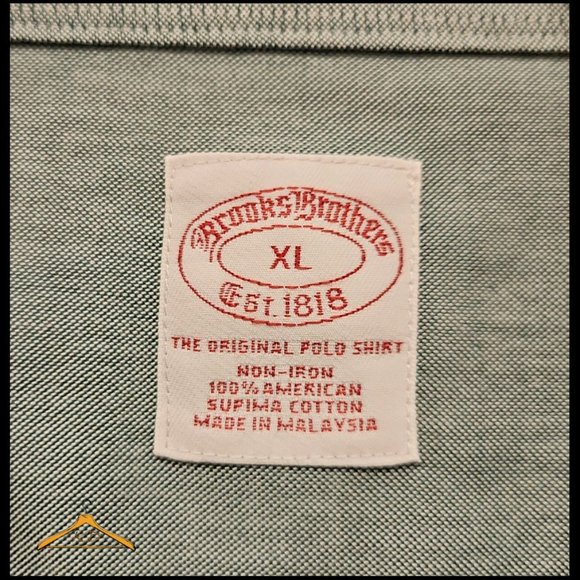 Brooks Brothers
XL
Est. 1818
THE ORIGINAL POLO SHIRT
NON-IRON
100% AMERICAN
SUPIMA COTTON
MADE IN MALAYSIA